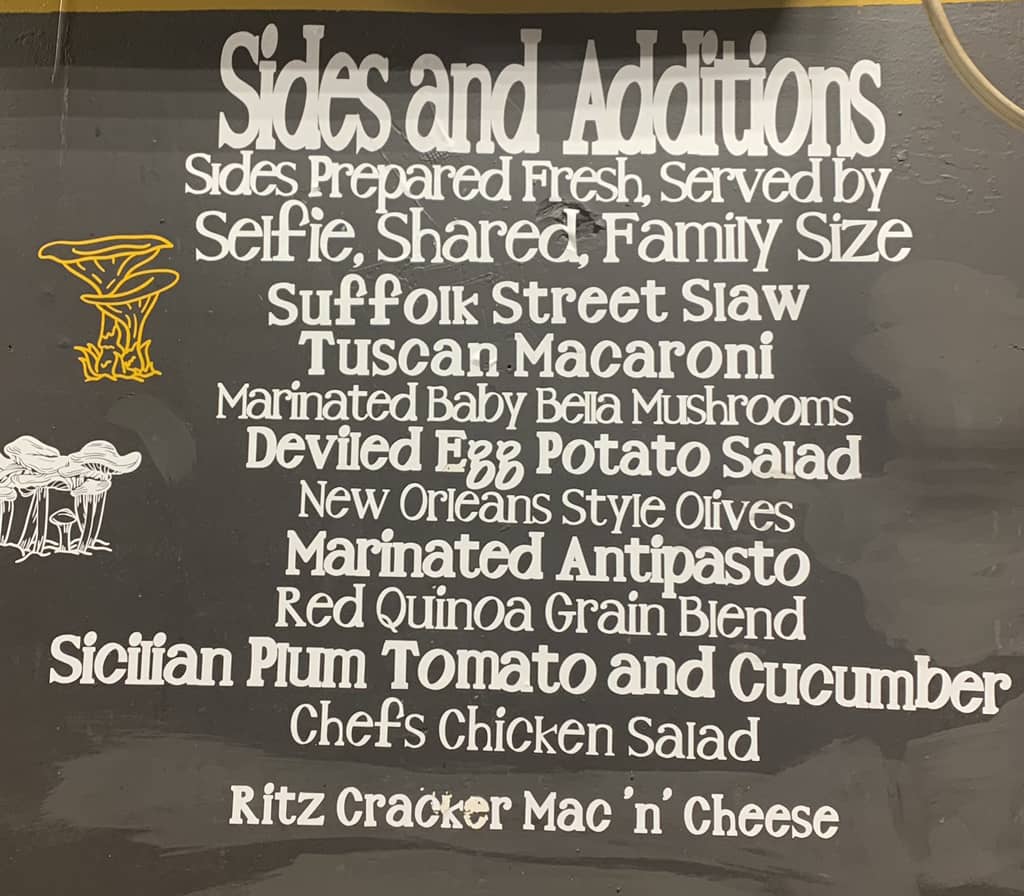 Sides and Additions
Sides Prepared Fresh, Served by
Selfie, Shared, Family Size
Suffolk Street Slaw
Tuscan Macaroni
Marinated Baby Bella Mushrooms
Deviled Egg Potato Salad
New Orleans Style Olives
Marinated Antipasto
Red Quinoa Grain Blend
Sicilian Plum Tomato and Cucumber
Chefs Chicken Salad
Ritz Cracker Mac 'n' Cheese